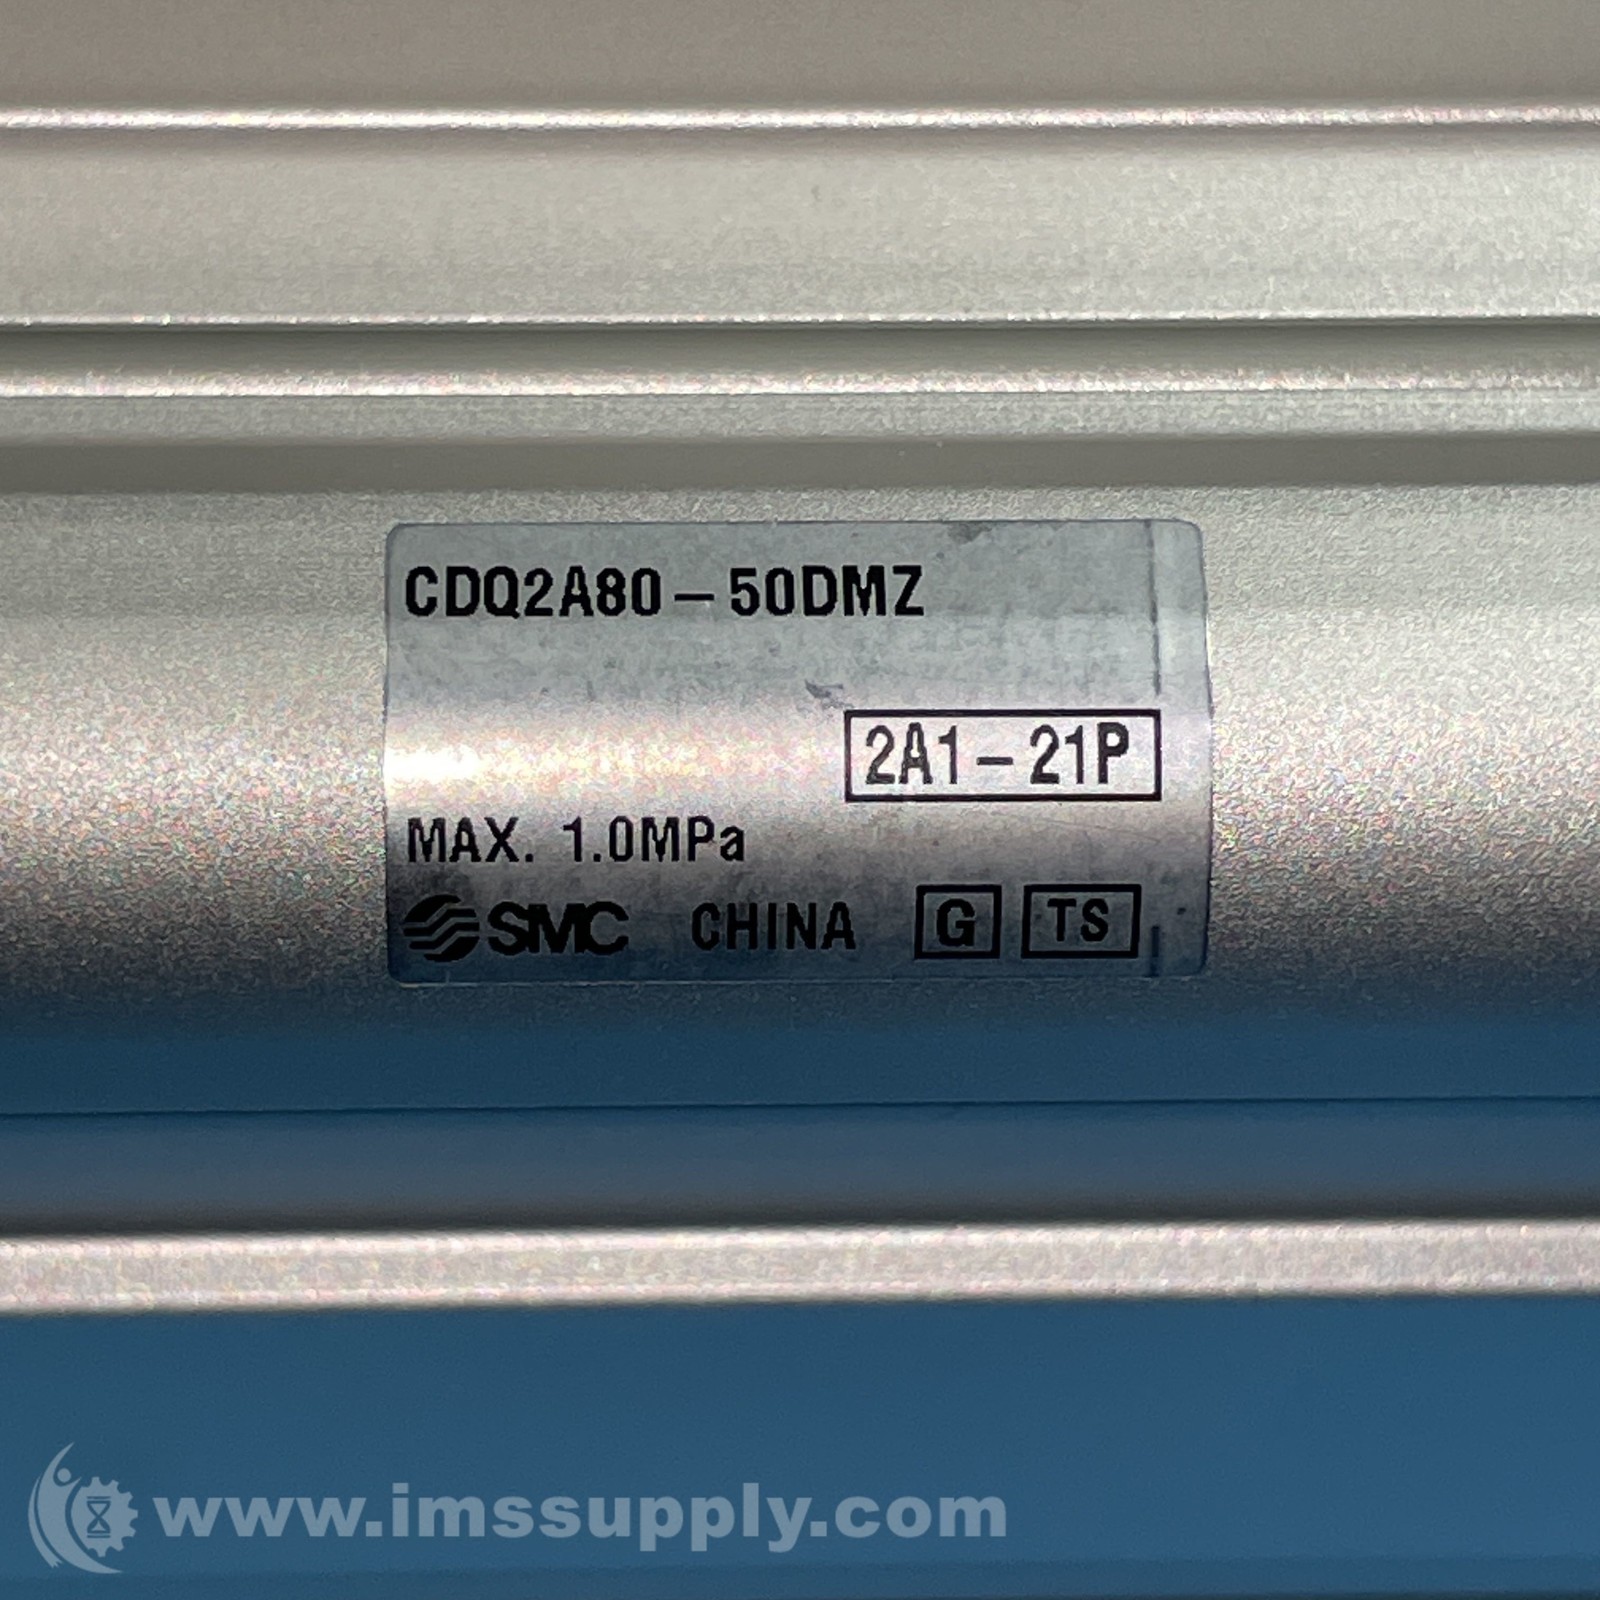 CDQ2A80-50DMZ
2A1-21P
MAX. 1.0MPa
SMC CHINA G TS
www.imssupply.com